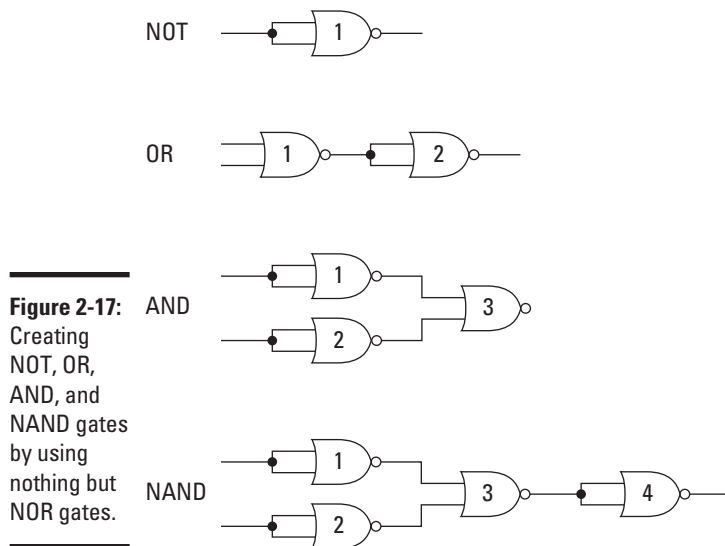 NOT
1
OR
1
2
AND
1
2
3
NAND
1
2
3
4
Figure 2-17:
Creating
NOT, OR,
AND, and
NAND gates
by using
nothing but
NOR gates.